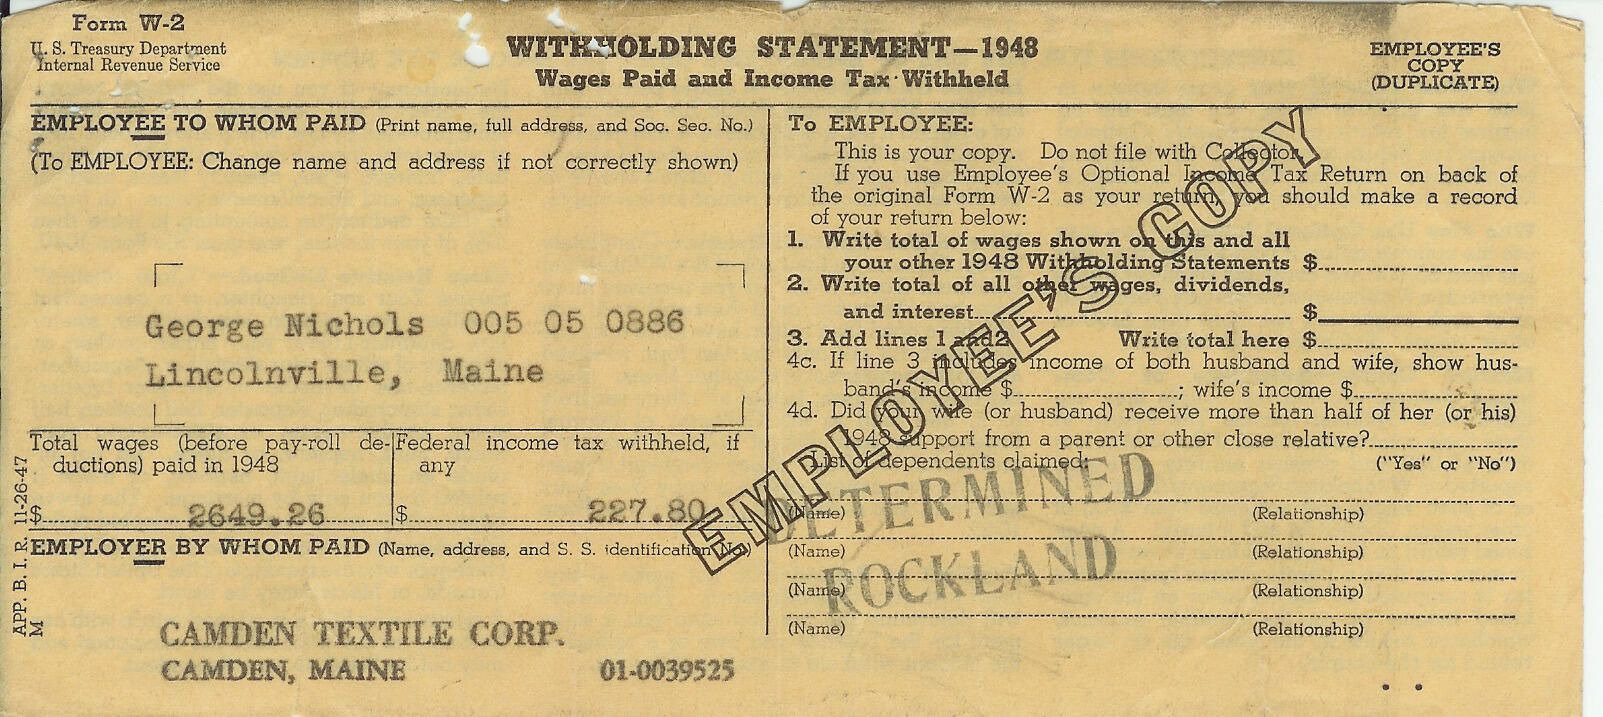 Form W-2
U. S. Treasury Department
Internal Revenue Service
WITHHOLDING STATEMENT—1948
Wages Paid and Income Tax Withheld
EMPLOYEE'S
COPY
(DUPLICATE)
EMPLOYEE TO WHOM PAID (Print name, full address, and Soc. Sec. No.)
(To EMPLOYEE: Change name and address if not correctly shown)
George Nichols 005 05 0886
Lincolnville, Maine
Total wages (before pay-roll de-
ductions) paid in 1948
$ 2649.26
Federal income tax withheld, if
any
$ 227.80
EMPLOYER BY WHOM PAID (Name, address, and S. S. identification No.)
CAMDEN TEXTILE CORP.
CAMDEN, MAINE 01-0039525
APP. B. I. R. 11-26-47
M
To EMPLOYEE:
This is your copy. Do not file with Collector.
If you use Employee's Optional Income Tax Return on back of
the original Form W-2 as your return, you should make a record
of your return below:
1. Write total of wages shown on this and all
your other 1948 Withholding Statements $
2. Write total of all other wages, dividends,
and interest $
3. Add lines 1 and 2 Write total here $
4c. If line 3 includes income of both husband and wife, show hus-
band's income $ ; wife's income $
4d. Did your wife (or husband) receive more than half of her (or his)
1948 support from a parent or other close relative?
List of dependents claimed: ("Yes" or "No")
(Name) (Relationship)
(Name) (Relationship)
(Name) (Relationship)
(Name) (Relationship)
EMPLOYEE'S COPY
DETERMINED
ROCKLAND